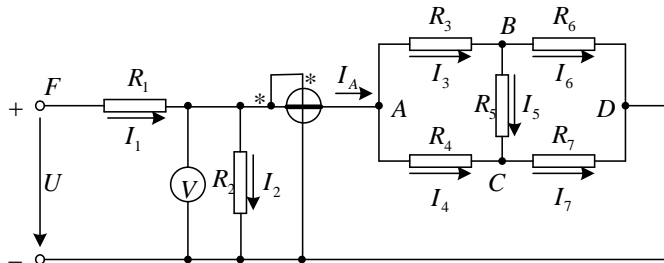 R₃ B R₆
I₃ I₆
F R₁ * * I_A A R₅ I₅ D
+
I₁ R₄ R₇
U V R₂ I₂ C
I₄ I₇
−